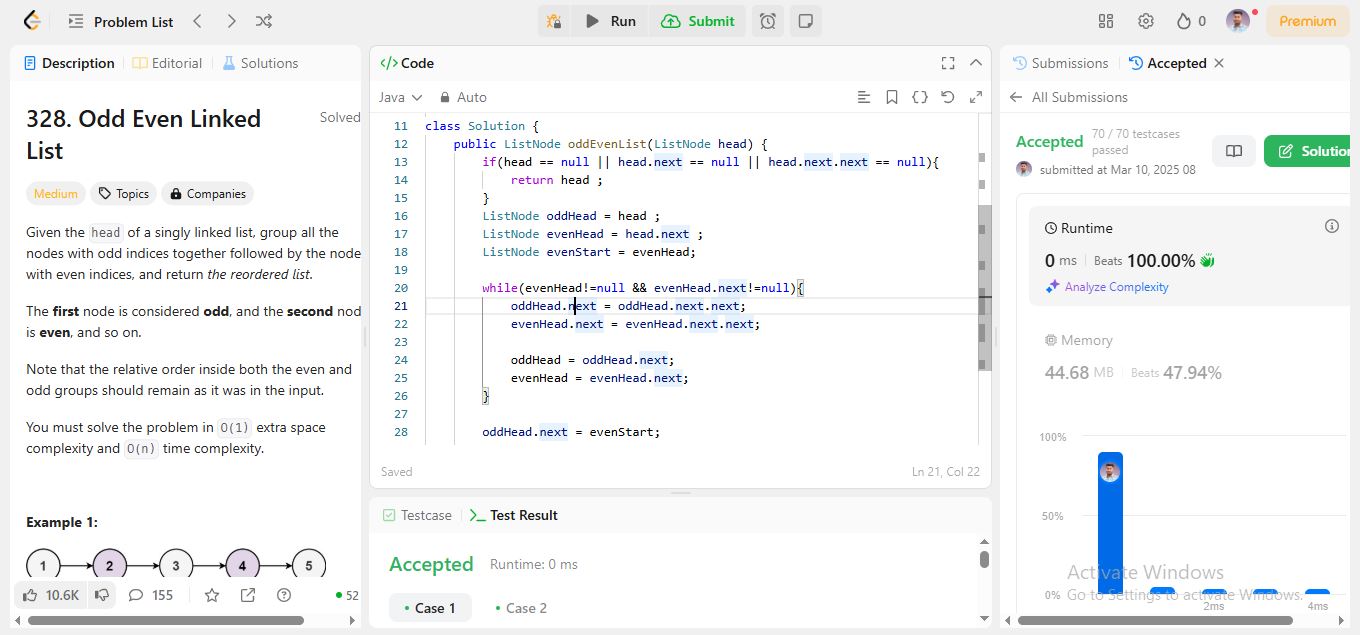 Problem List
Run
Submit
0
Premium
Description
Editorial
Solutions
328. Odd Even Linked
List
Solved
Medium
Topics
Companies
Given the head of a singly linked list, group all the
nodes with odd indices together followed by the node
with even indices, and return the reordered list.
The first node is considered odd, and the second nod
is even, and so on.
Note that the relative order inside both the even and
odd groups should remain as it was in the input.
You must solve the problem in O(1) extra space
complexity and O(n) time complexity.
Example 1:
1 2 3 4 5
10.6K
155
52
</> Code
Java
Auto
11 class Solution {
12 public ListNode oddEvenList(ListNode head) {
13 if(head == null || head.next == null || head.next.next == null){
14 return head ;
15 }
16 ListNode oddHead = head ;
17 ListNode evenHead = head.next ;
18 ListNode evenStart = evenHead;
19
20 while(evenHead!=null && evenHead.next!=null){
21 oddHead.next = oddHead.next.next;
22 evenHead.next = evenHead.next.next;
23
24 oddHead = oddHead.next;
25 evenHead = evenHead.next;
26 }
27
28 oddHead.next = evenStart;
Saved
Ln 21, Col 22
Testcase
Test Result
Accepted
Runtime: 0 ms
• Case 1
• Case 2
Submissions
Accepted
All Submissions
Accepted
70 / 70 testcases
passed
submitted at Mar 10, 2025 08
Solution
Runtime
0 ms
Beats 100.00%
Analyze Complexity
Memory
44.68 MB
Beats 47.94%
100%
50%
0%
2ms
4ms
Activate Windows
Go to Settings to activate Windows.